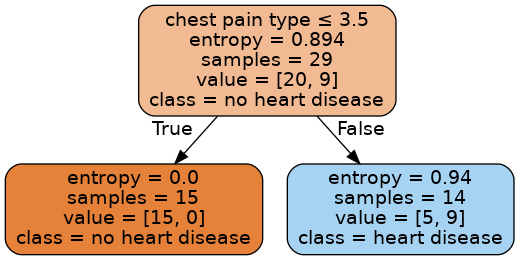 chest pain type ≤ 3.5
entropy = 0.894
samples = 29
value = [20, 9]
class = no heart disease
True
False
entropy = 0.0
samples = 15
value = [15, 0]
class = no heart disease
entropy = 0.94
samples = 14
value = [5, 9]
class = heart disease